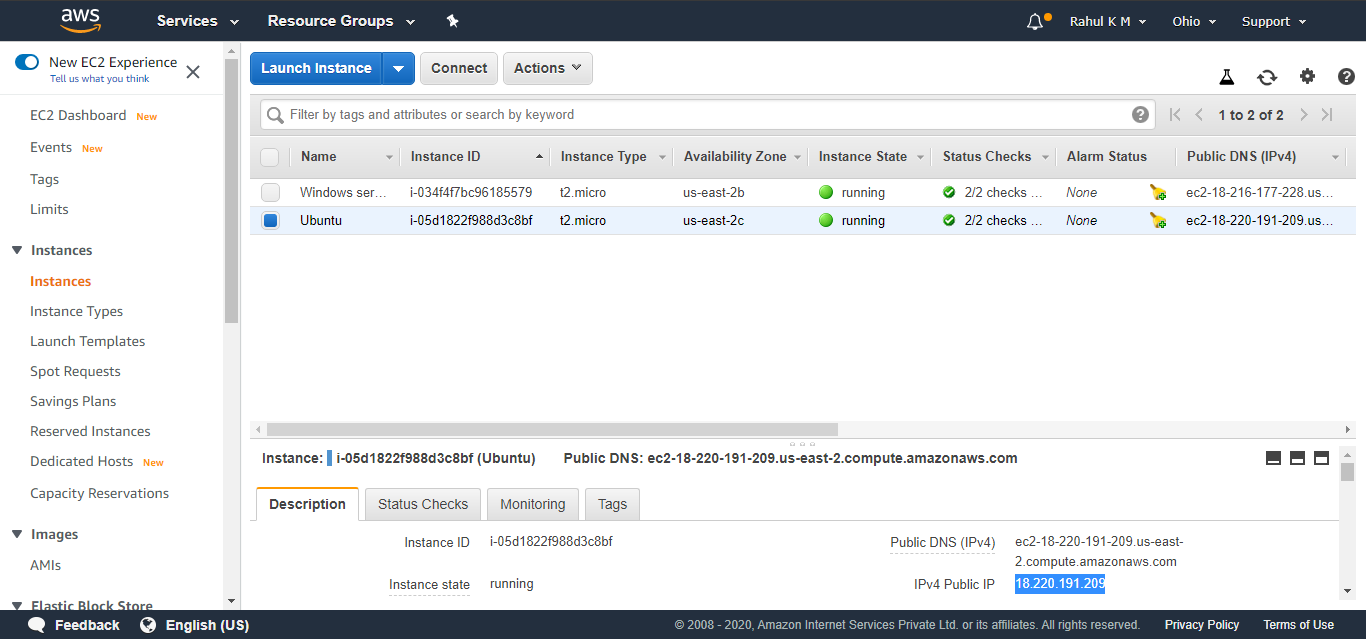 aws Services Resource Groups Rahul K M Ohio Support
New EC2 Experience
Tell us what you think
EC2 Dashboard New
Events New
Tags
Limits
Instances
Instances
Instance Types
Launch Templates
Spot Requests
Savings Plans
Reserved Instances
Dedicated Hosts New
Capacity Reservations
Images
AMIs
Elastic Block Store
Launch Instance Connect Actions
Filter by tags and attributes or search by keyword 1 to 2 of 2
Name Instance ID Instance Type Availability Zone Instance State Status Checks Alarm Status Public DNS (IPv4)
Windows ser... i-034f4f7bc96185579 t2.micro us-east-2b running 2/2 checks ... None ec2-18-216-177-228.us...
Ubuntu i-05d1822f988d3c8bf t2.micro us-east-2c running 2/2 checks ... None ec2-18-220-191-209.us...
Instance: i-05d1822f988d3c8bf (Ubuntu) Public DNS: ec2-18-220-191-209.us-east-2.compute.amazonaws.com
Description Status Checks Monitoring Tags
Instance ID i-05d1822f988d3c8bf Public DNS (IPv4) ec2-18-220-191-209.us-east-
2.compute.amazonaws.com
Instance state running IPv4 Public IP 18.220.191.209
Feedback English (US) © 2008 - 2020, Amazon Internet Services Private Ltd. or its affiliates. All rights reserved. Privacy Policy Terms of Use